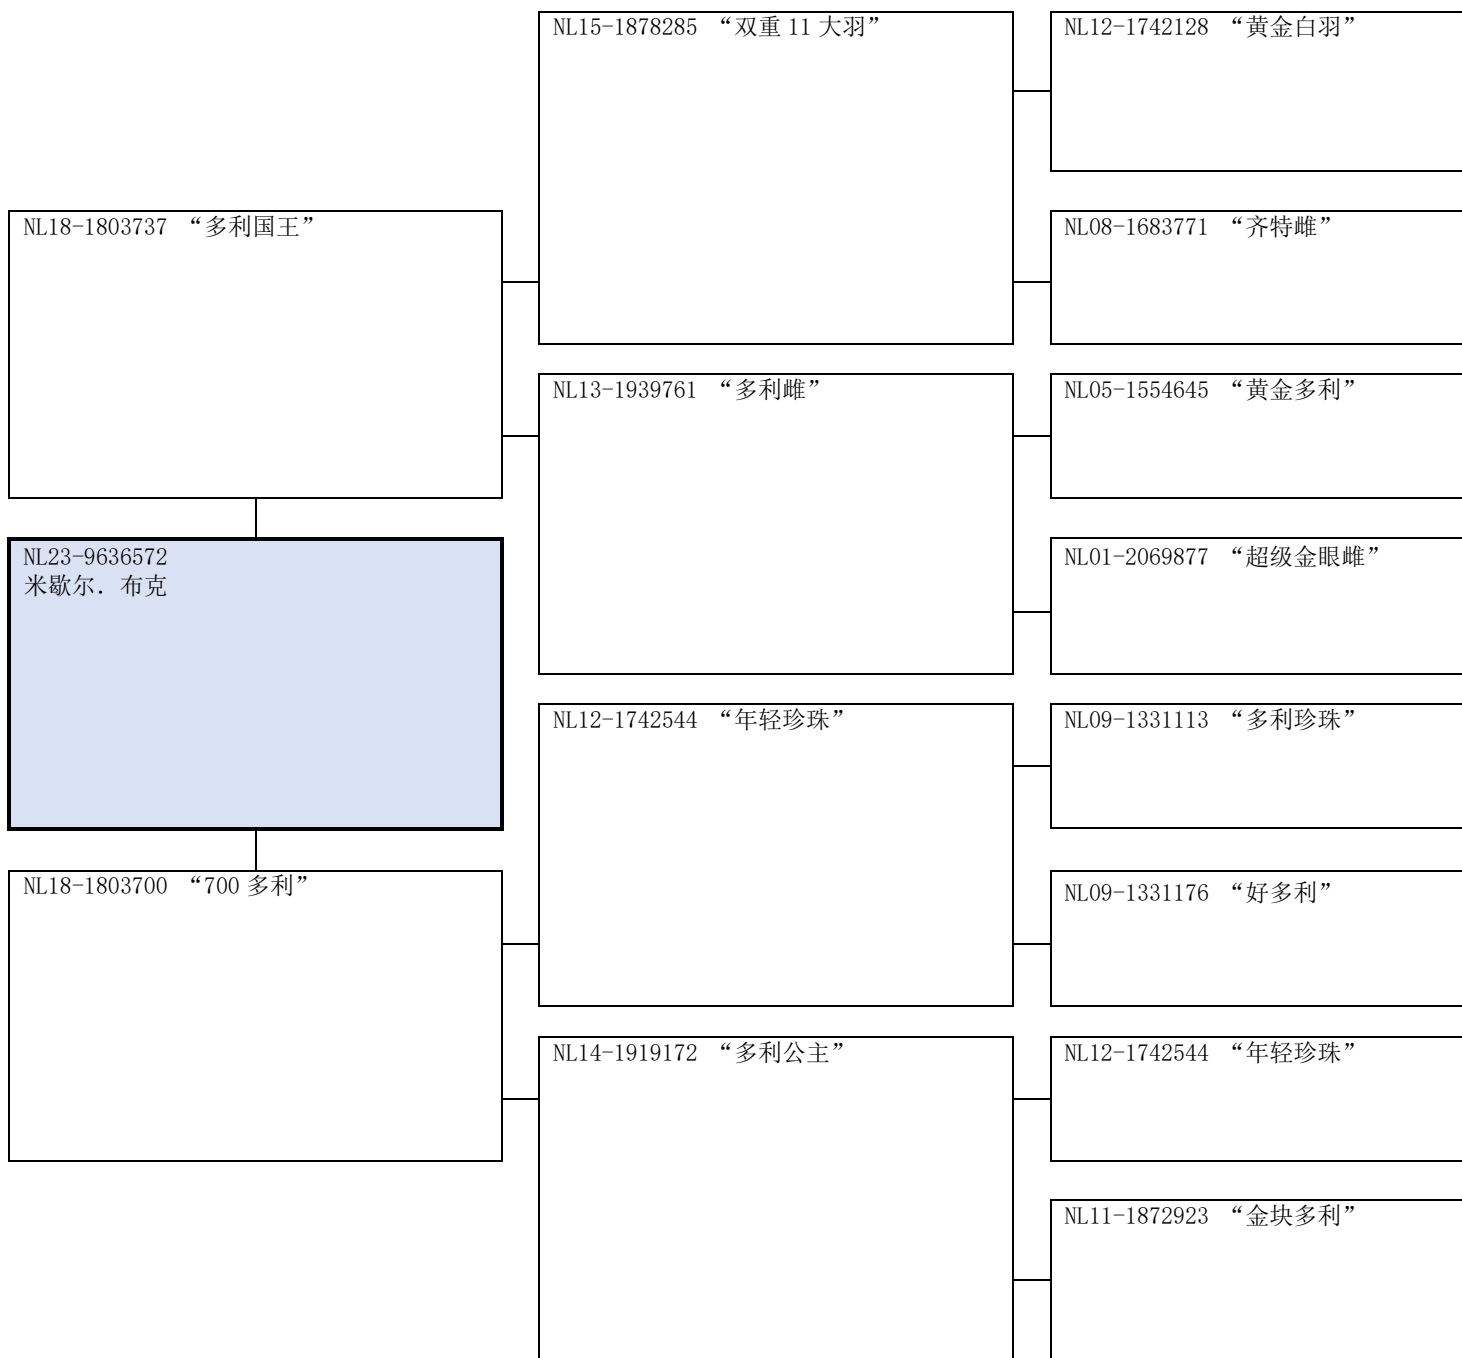 NL15-1878285 “双重 11 大羽”
NL12-1742128 “黄金白羽”
NL18-1803737 “多利国王”
NL08-1683771 “齐特雌”
NL13-1939761 “多利雌”
NL05-1554645 “黄金多利”
NL23-9636572
米歇尔．布克
NL01-2069877 “超级金眼雌”
NL12-1742544 “年轻珍珠”
NL09-1331113 “多利珍珠”
NL18-1803700 “700 多利”
NL09-1331176 “好多利”
NL14-1919172 “多利公主”
NL12-1742544 “年轻珍珠”
NL11-1872923 “金块多利”